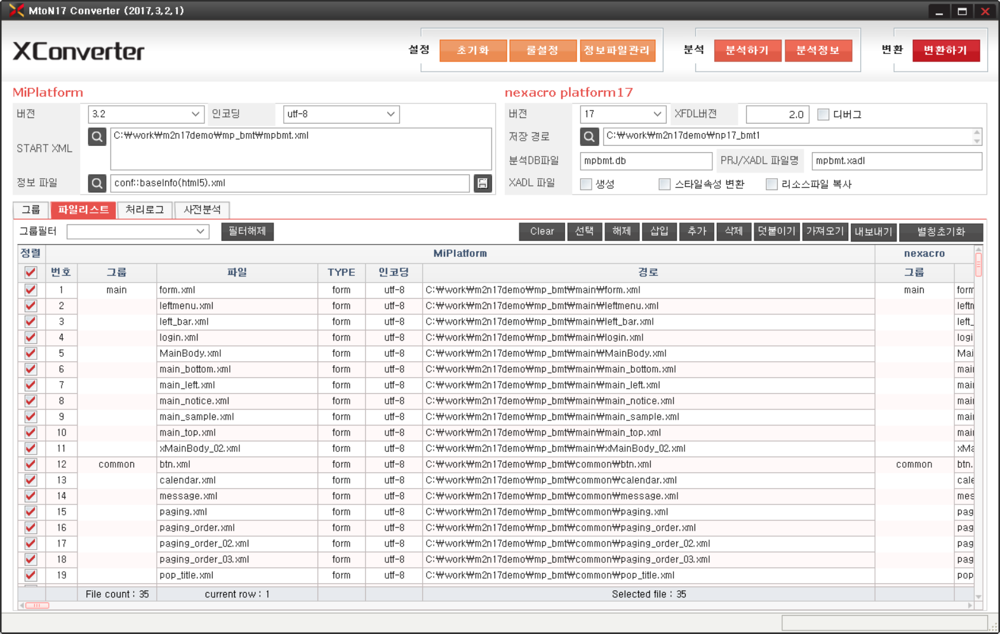 MtoN17 Converter (2017,3,2,1)
XConverter
설정 초기화 룰설정 정보파일관리 분석 분석하기 분석정보 변환 변환하기
MiPlatform
nexacro platform17
버전 3.2 인코딩 utf-8
START XML C:₩work₩m2n17demo₩mp_bmt₩mpbmt.xml
정보 파일 conf::baseInfo(html5).xml
버전 17 XFDL버전 2.0 디버그
저장 경로 C:₩work₩m2n17demo₩np17_bmt1
분석DB파일 mpbmt.db PRJ/XADL 파일명 mpbmt.xadl
XADL 파일 생성 스타일속성 변환 리소스파일 복사
그룹 파일리스트 처리로그 사전분석
그룹필터 필터해제 Clear 선택 해제 삽입 추가 삭제 덧붙이기 가져오기 내보내기 별칭초기화
정렬 MiPlatform nexacro
번호 그룹 파일 TYPE 인코딩 경로 그룹
1 main form.xml form utf-8 C:₩work₩m2n17demo₩mp_bmt₩main₩form.xml main form
2 leftmenu.xml form utf-8 C:₩work₩m2n17demo₩mp_bmt₩main₩leftmenu.xml leftn
3 left_bar.xml form utf-8 C:₩work₩m2n17demo₩mp_bmt₩main₩left_bar.xml left_
4 login.xml form utf-8 C:₩work₩m2n17demo₩mp_bmt₩main₩login.xml logi
5 MainBody.xml form utf-8 C:₩work₩m2n17demo₩mp_bmt₩main₩MainBody.xml Mai
6 main_bottom.xml form utf-8 C:₩work₩m2n17demo₩mp_bmt₩main₩main_bottom.xml mai
7 main_left.xml form utf-8 C:₩work₩m2n17demo₩mp_bmt₩main₩main_left.xml mai
8 main_notice.xml form utf-8 C:₩work₩m2n17demo₩mp_bmt₩main₩main_notice.xml mai
9 main_sample.xml form utf-8 C:₩work₩m2n17demo₩mp_bmt₩main₩main_sample.xml mai
10 main_top.xml form utf-8 C:₩work₩m2n17demo₩mp_bmt₩main₩main_top.xml mai
11 xMainBody_02.xml form utf-8 C:₩work₩m2n17demo₩mp_bmt₩main₩xMainBody_02.xml xMa
12 common btn.xml form utf-8 C:₩work₩m2n17demo₩mp_bmt₩common₩btn.xml common btn.
13 calendar.xml form utf-8 C:₩work₩m2n17demo₩mp_bmt₩common₩calendar.xml cale
14 message.xml form utf-8 C:₩work₩m2n17demo₩mp_bmt₩common₩message.xml mes
15 paging.xml form utf-8 C:₩work₩m2n17demo₩mp_bmt₩common₩paging.xml pag
16 paging_order.xml form utf-8 C:₩work₩m2n17demo₩mp_bmt₩common₩paging_order.xml pag
17 paging_order_02.xml form utf-8 C:₩work₩m2n17demo₩mp_bmt₩common₩paging_order_02.xml pag
18 paging_order_03.xml form utf-8 C:₩work₩m2n17demo₩mp_bmt₩common₩paging_order_03.xml pag
19 pop_title.xml form utf-8 C:₩work₩m2n17demo₩mp_bmt₩common₩pop_title.xml pop
File count : 35 current row : 1 Selected file : 35